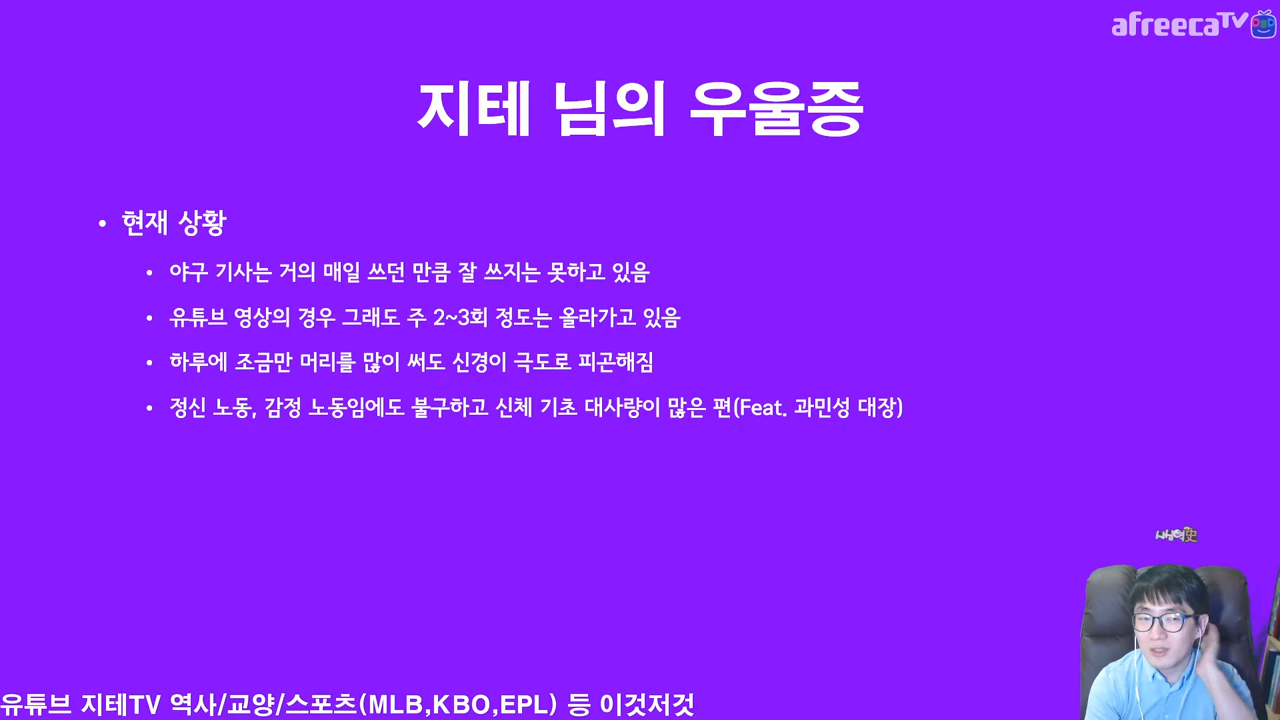 afreecaTV
지테 님의 우울증
• 현재 상황
• 야구 기사는 거의 매일 쓰던 만큼 잘 쓰지는 못하고 있음
• 유튜브 영상의 경우 그래도 주 2~3회 정도는 올라가고 있음
• 하루에 조금만 머리를 많이 써도 신경이 극도로 피곤해짐
• 정신 노동, 감정 노동임에도 불구하고 신체 기초 대사량이 많은 편(Feat. 과민성 대장)
유튜브 지테TV 역사/교양/스포츠(MLB,KBO,EPL) 등 이것저것